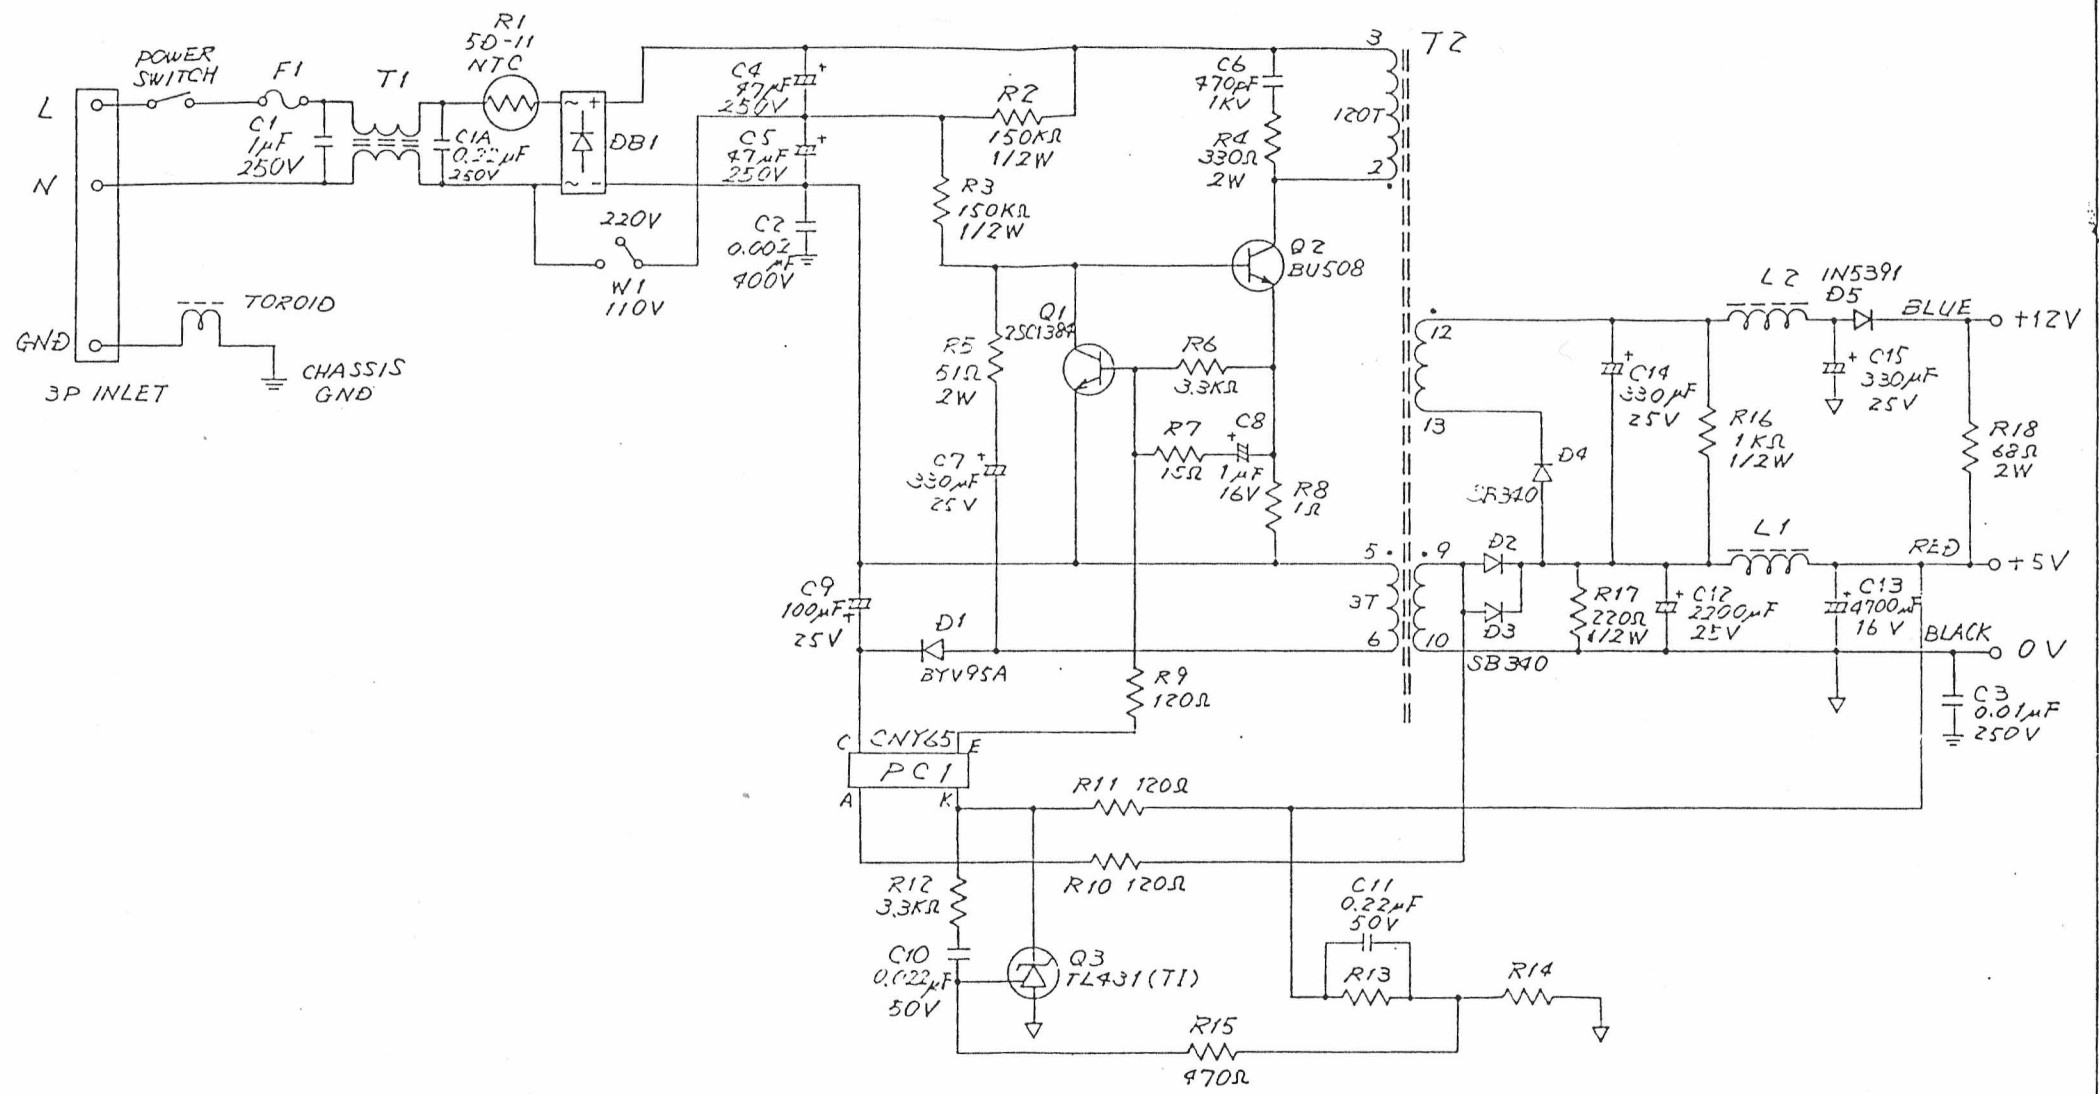 R1
5D-11
NTC
POWER
SWITCH
F1
T1
L
N
GND
3P INLET
C1
1µF
250V
C1A
0.22µF
250V
DB1
TOROID
CHASSIS
GND
220V
W1
110V
C4
47µF
250V
C5
47µF
250V
C2
µF
400V
R2
150KΩ
1/2W
R3
150KΩ
1/2W
C6
470pF
1KV
R4
330Ω
2W
3
120T
2
T2
Q2
BU508
Q1
R5
51Ω
2W
R6
3.3KΩ
R7
15Ω
C8
+
1µF
16V
R8
1Ω
C7
330µF
25V
C9
100µF
25V
D1
BYV95A
5
3T
6
R9
120Ω
12
13
9
10
L2
1N5391
D5
BLUE
+12V
C14
330µF
25V
R16
1KΩ
1/2W
C15
330µF
25V
R18
68Ω
2W
D4
SB340
D2
D3
SB340
L1
RED
+5V
R17
220Ω
1/2W
C12
2200µF
25V
C13
4700µF
16V
BLACK
0V
C3
0.01µF
250V
C
CNY65
E
PC1
A
K
R11 120Ω
R10 120Ω
R12
3.3KΩ
C10
0.022µF
50V
Q3
TL431(TI)
C11
0.22µF
50V
R13
R14
R15
470Ω